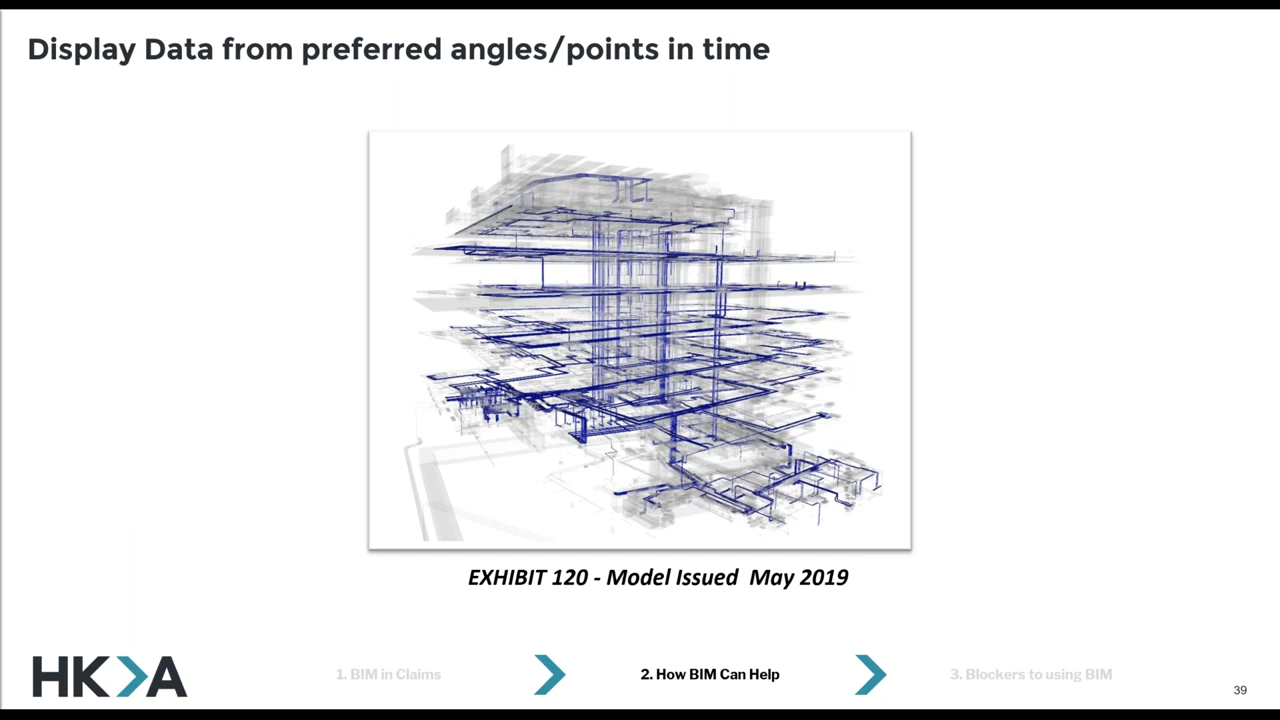 Display Data from preferred angles/points in time
EXHIBIT 120 - Model Issued May 2019
HKA
1. BIM in Claims
2. How BIM Can Help
3. Blockers to using BIM
39